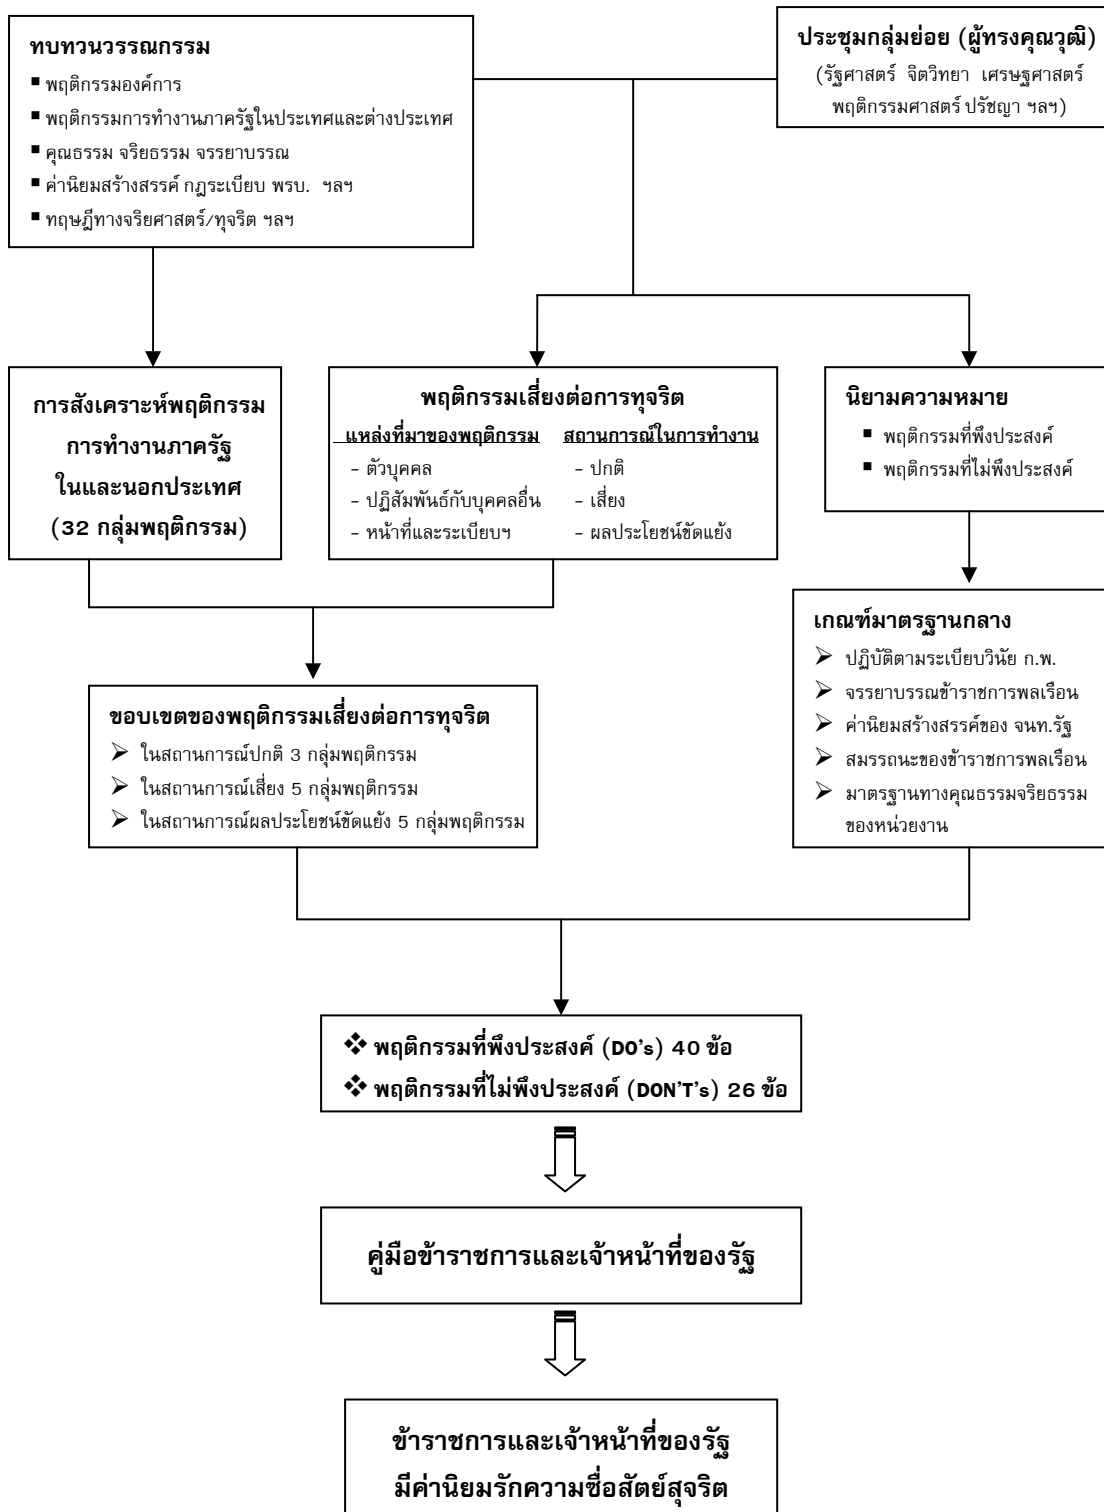 ทบทวนวรรณกรรม
▪ พฤติกรรมองค์การ
▪ พฤติกรรมการทำงานภาครัฐในประเทศและต่างประเทศ
▪ คุณธรรม จริยธรรม จรรยาบรรณ
▪ ค่านิยมสร้างสรรค์ กฎระเบียบ พรบ. ฯลฯ
▪ ทฤษฎีทางจริยศาสตร์/ทุจริต ฯลฯ
ประชุมกลุ่มย่อย (ผู้ทรงคุณวุฒิ)
(รัฐศาสตร์ จิตวิทยา เศรษฐศาสตร์
พฤติกรรมศาสตร์ ปรัชญา ฯลฯ)
การสังเคราะห์พฤติกรรม
การทำงานภาครัฐ
ในและนอกประเทศ
(32 กลุ่มพฤติกรรม)
พฤติกรรมเสี่ยงต่อการทุจริต
แหล่งที่มาของพฤติกรรม สถานการณ์ในการทำงาน
- ตัวบุคคล - ปกติ
- ปฏิสัมพันธ์กับบุคคลอื่น - เสี่ยง
- หน้าที่และระเบียบฯ - ผลประโยชน์ขัดแย้ง
นิยามความหมาย
▪ พฤติกรรมที่พึงประสงค์
▪ พฤติกรรมที่ไม่พึงประสงค์
เกณฑ์มาตรฐานกลาง
➢ ปฏิบัติตามระเบียบวินัย ก.พ.
➢ จรรยาบรรณข้าราชการพลเรือน
➢ ค่านิยมสร้างสรรค์ของ จนท.รัฐ
➢ สมรรถนะของข้าราชการพลเรือน
➢ มาตรฐานทางคุณธรรมจริยธรรม
ของหน่วยงาน
ขอบเขตของพฤติกรรมเสี่ยงต่อการทุจริต
➢ ในสถานการณ์ปกติ 3 กลุ่มพฤติกรรม
➢ ในสถานการณ์เสี่ยง 5 กลุ่มพฤติกรรม
➢ ในสถานการณ์ผลประโยชน์ขัดแย้ง 5 กลุ่มพฤติกรรม
❖ พฤติกรรมที่พึงประสงค์ (DO's) 40 ข้อ
❖ พฤติกรรมที่ไม่พึงประสงค์ (DON'T's) 26 ข้อ
คู่มือข้าราชการและเจ้าหน้าที่ของรัฐ
ข้าราชการและเจ้าหน้าที่ของรัฐ
มีค่านิยมรักความซื่อสัตย์สุจริต